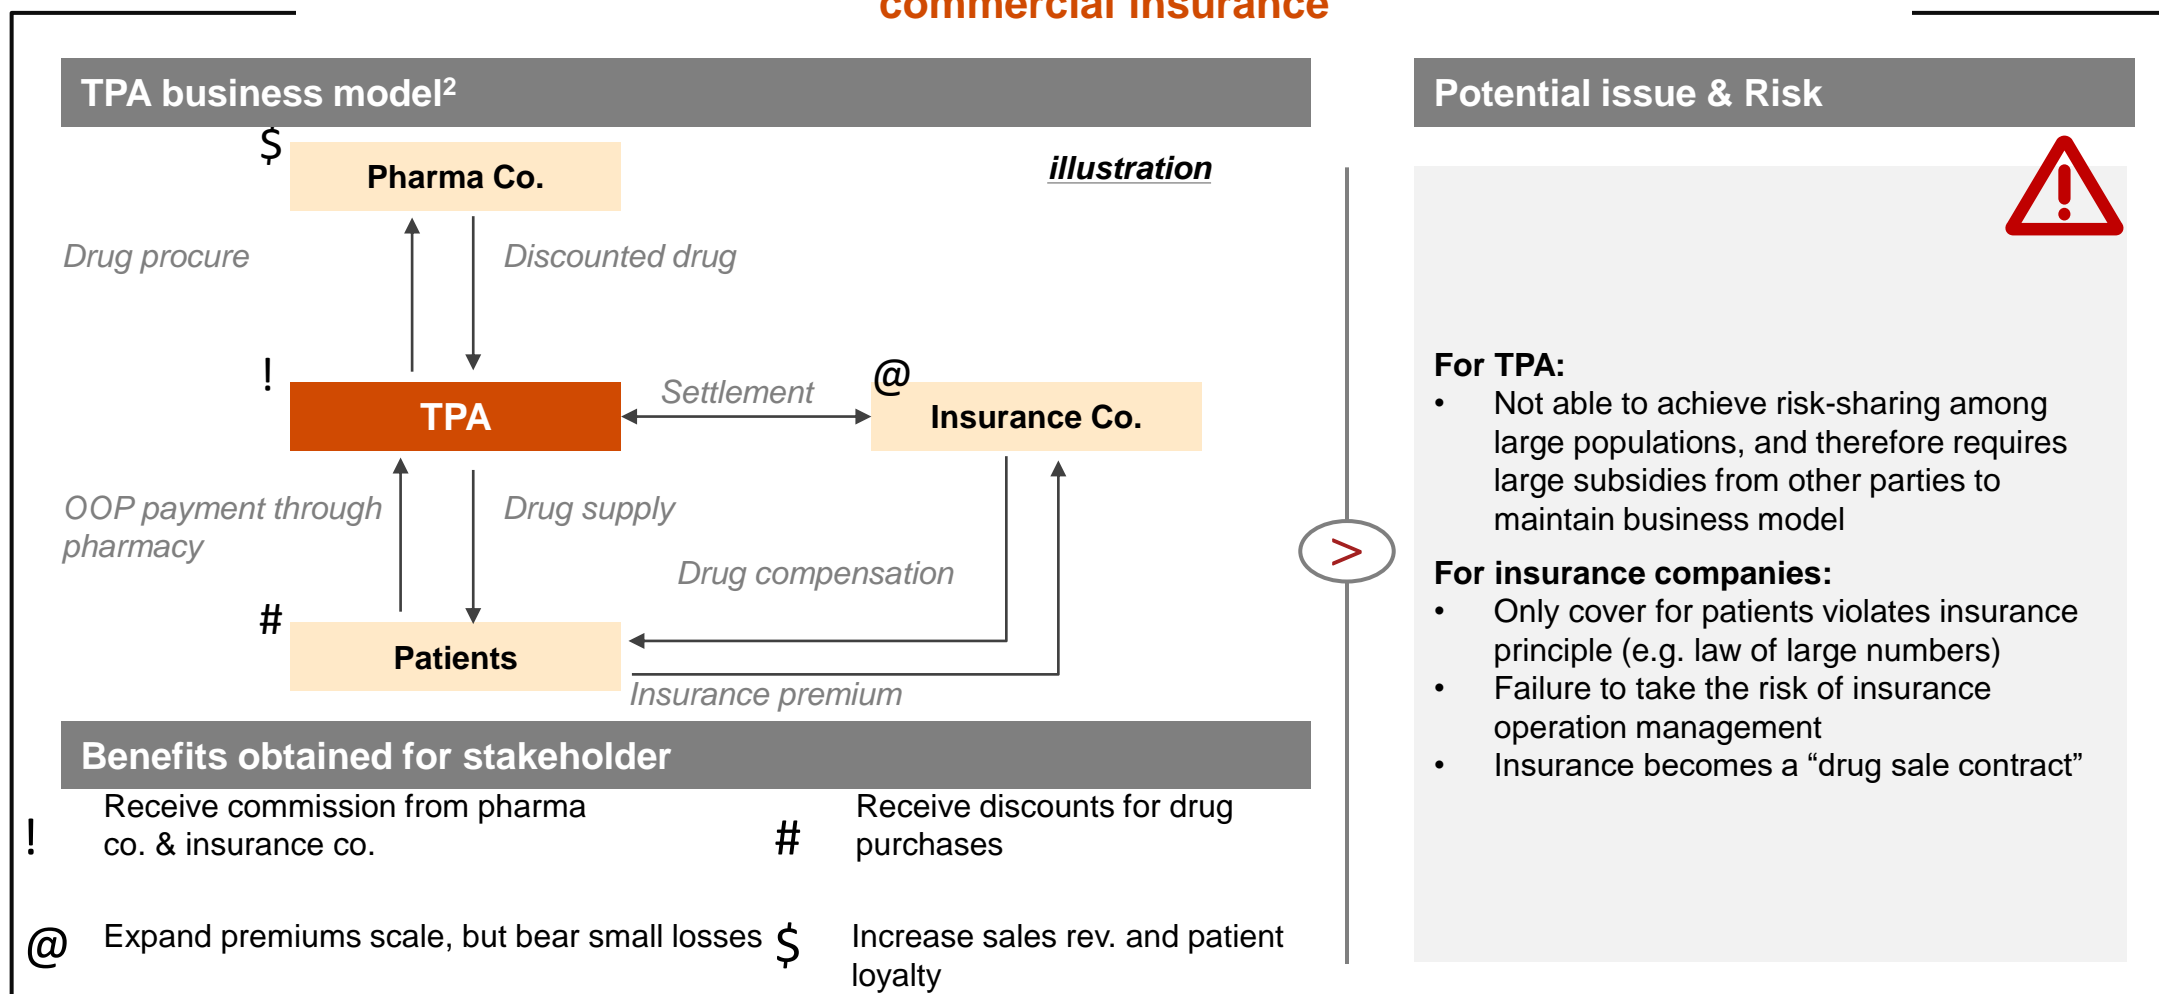 commercial insurance
TPA business model2
$
Pharma Co.
illustration
Drug procure
Discounted drug
!
TPA
Settlement
@
Insurance Co.
OOP payment through
pharmacy
Drug supply
Drug compensation
#
Patients
Insurance premium
Benefits obtained for stakeholder
!
Receive commission from pharma
co. & insurance co.
#
Receive discounts for drug
purchases
@
Expand premiums scale, but bear small losses
$
Increase sales rev. and patient
loyalty
>
Potential issue & Risk
For TPA:
• Not able to achieve risk-sharing among
large populations, and therefore requires
large subsidies from other parties to
maintain business model
For insurance companies:
• Only cover for patients violates insurance
principle (e.g. law of large numbers)
• Failure to take the risk of insurance
operation management
• Insurance becomes a “drug sale contract”